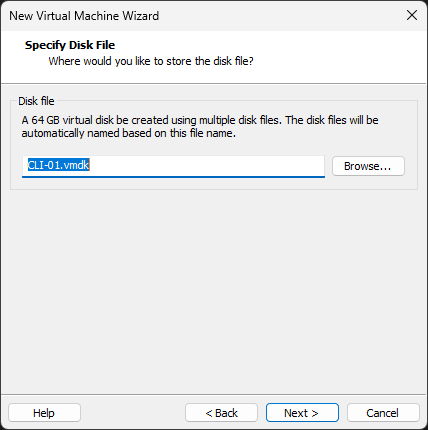 New Virtual Machine Wizard
Specify Disk File
Where would you like to store the disk file?
Disk file
A 64 GB virtual disk be created using multiple disk files. The disk files will be
automatically named based on this file name.
CLI-01.vmdk
Browse...
Help
< Back
Next >
Cancel